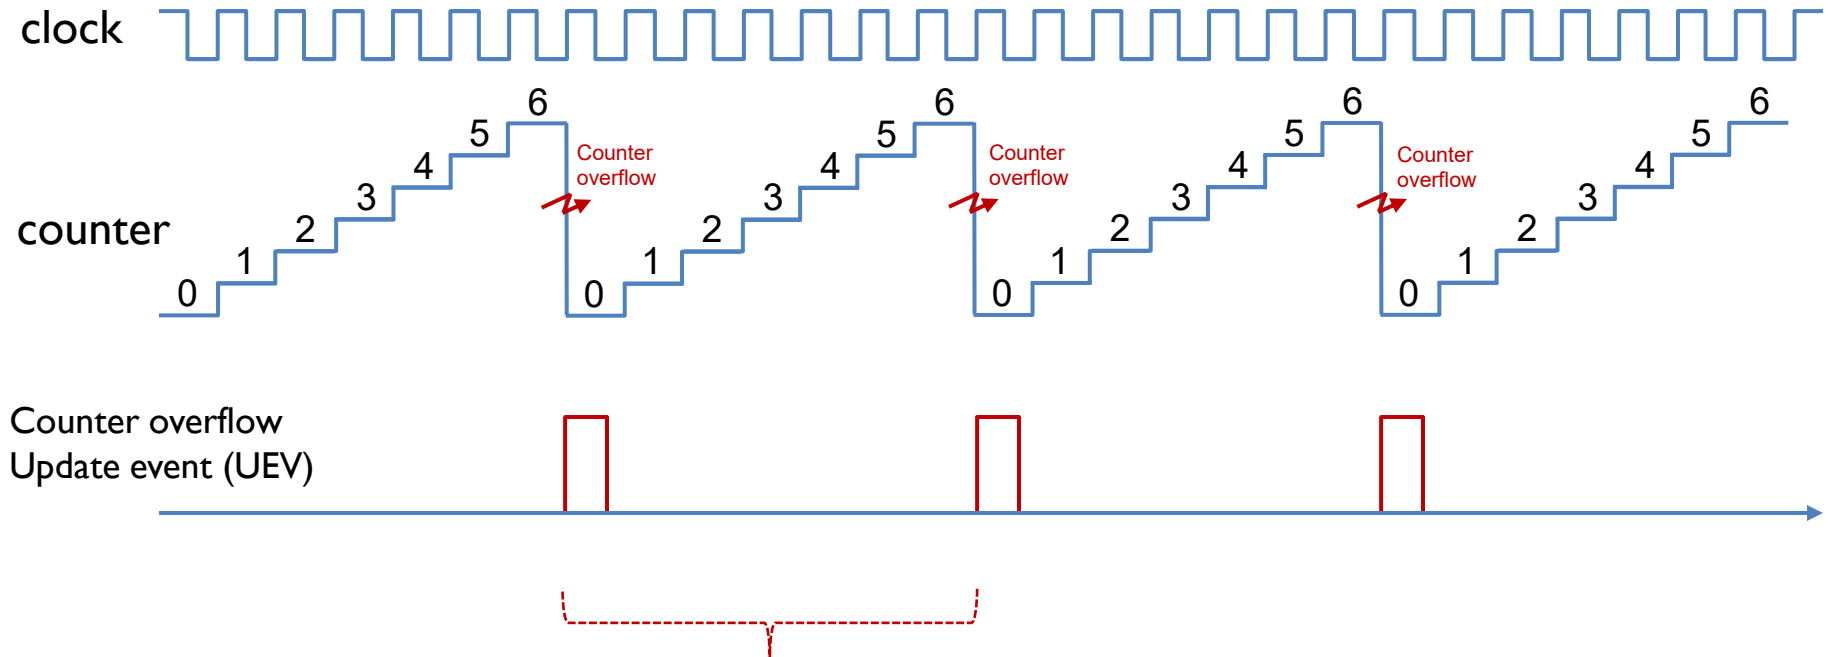 clock
6 6 6 6
5 5 5 5
Counter
overflow
Counter
overflow
Counter
overflow
4 4 4 4
3 3 3 3
counter
2 2 2 2
1 1 1 1
0 0 0 0
Counter overflow
Update event (UEV)